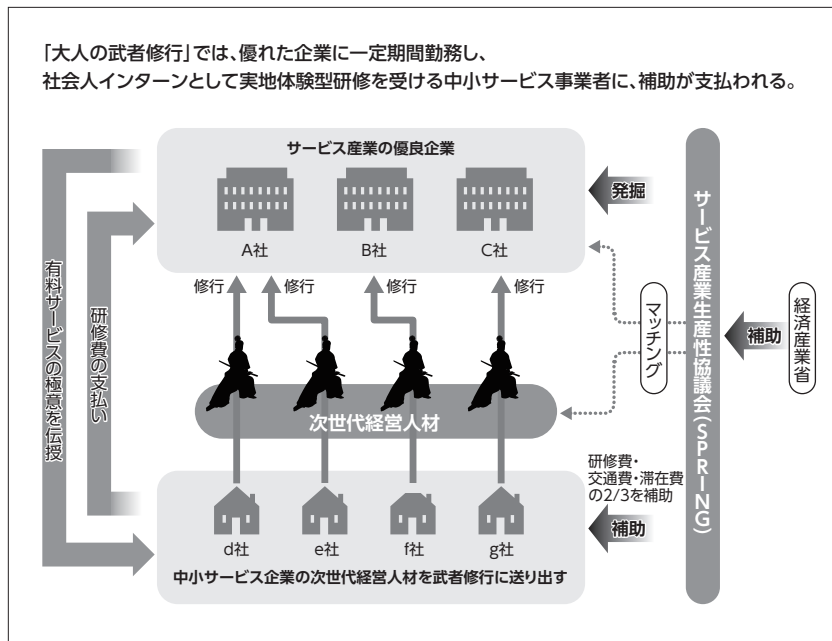 「大人の武者修行」では、優れた企業に一定期間勤務し、
社会人インターンとして実地体験型研修を受ける中小サービス事業者に、補助が支払われる。
サービス産業の優良企業
A社
B社
C社
発掘
修行
修行
修行
修行
有料サービスの極意を伝授
研修費の支払い
マッチング
サービス産業生産性協議会(SPRING)
補助
経済産業省
次世代経営人材
研修費・
交通費・滞在費
の2/3を補助
補助
d社
e社
f社
g社
中小サービス企業の次世代経営人材を武者修行に送り出す